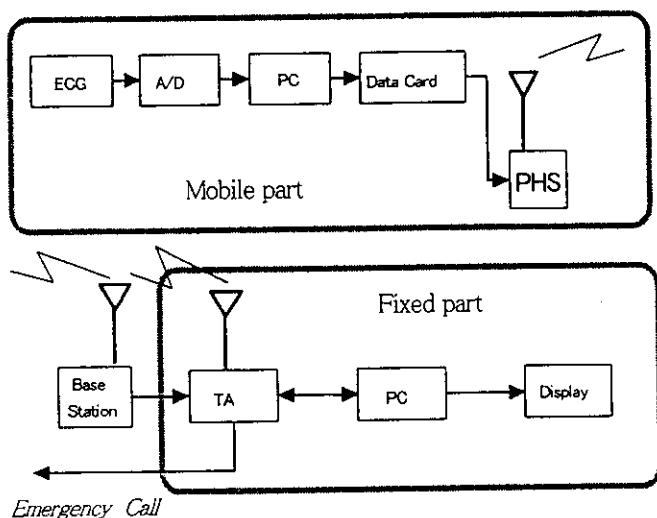 ECG
A/D
PC
Data Card
PHS
Mobile part
Fixed part
Base
Station
TA
PC
Display
Emergency Call